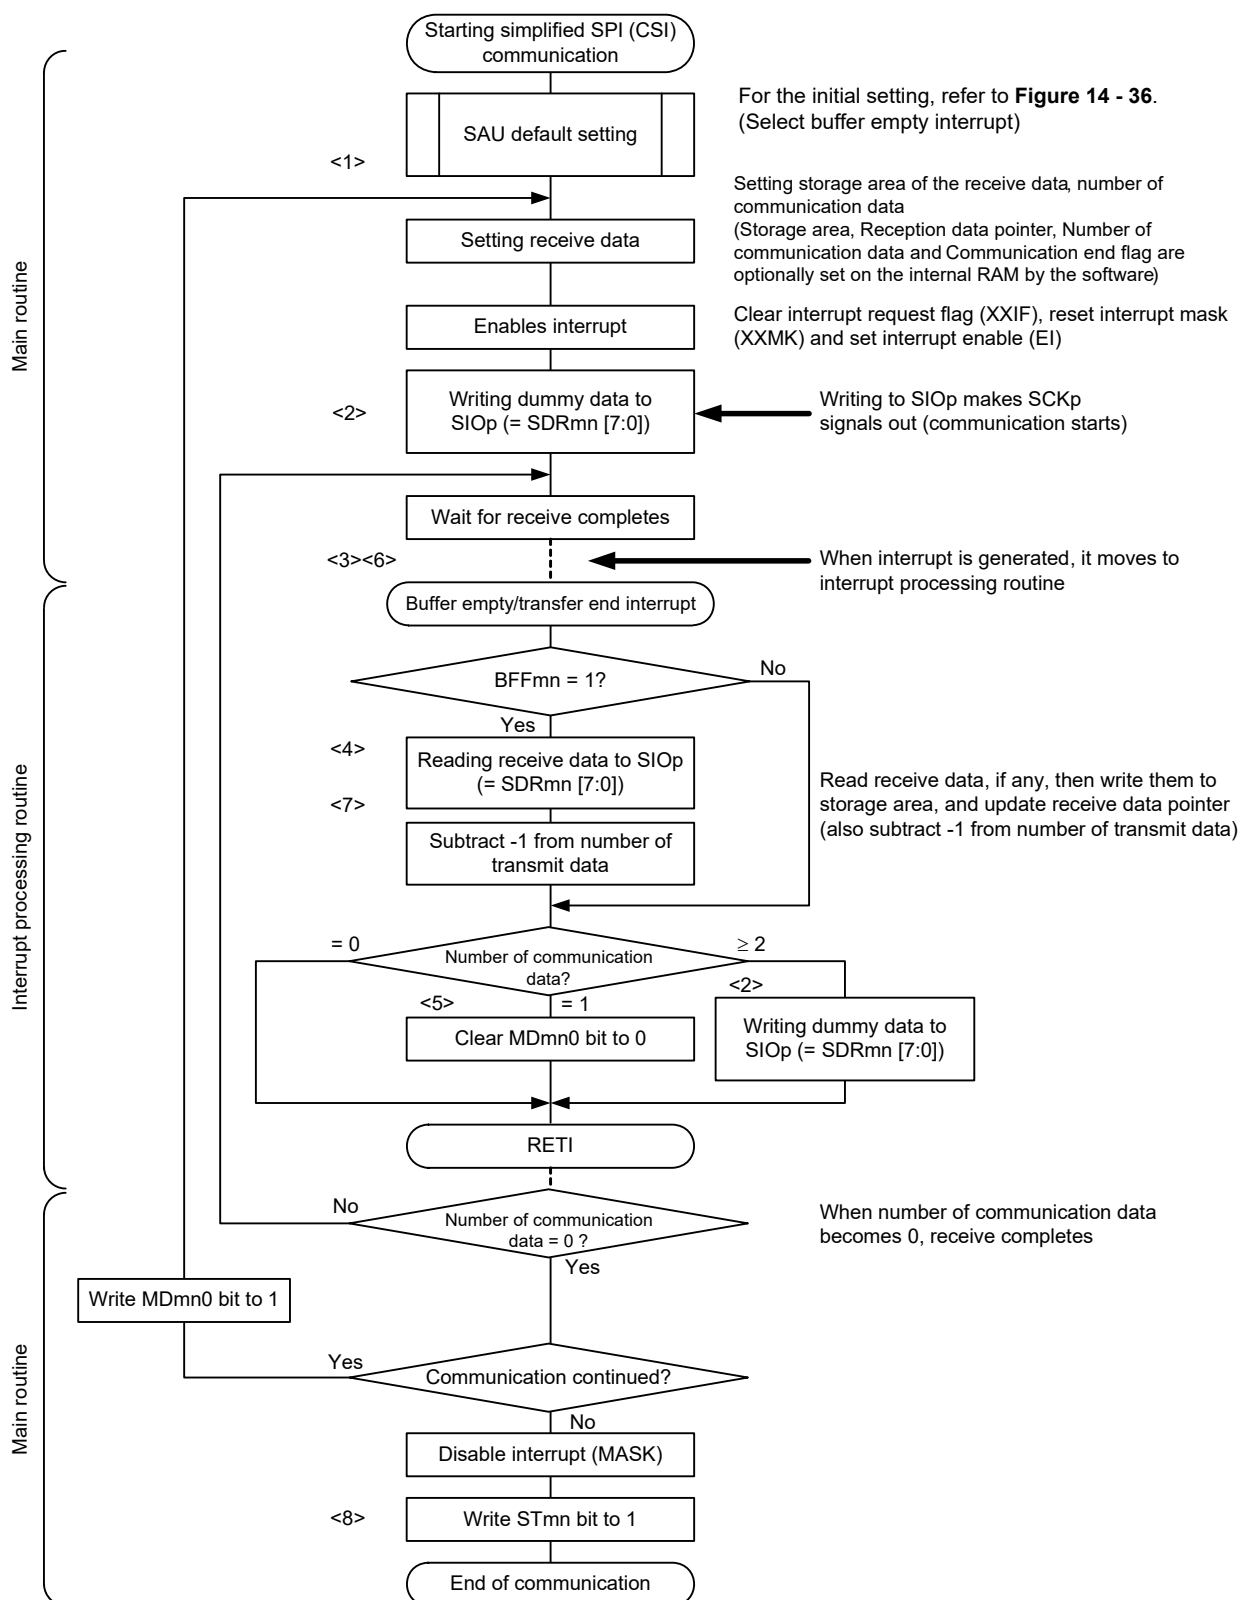 Starting simplified SPI (CSI)
communication
For the initial setting, refer to Figure 14 - 36.
(Select buffer empty interrupt)
SAU default setting
<1>
Setting storage area of the receive data, number of
communication data
(Storage area, Reception data pointer, Number of
communication data and Communication end flag are
optionally set on the internal RAM by the software)
Setting receive data
Main routine
Enables interrupt
Clear interrupt request flag (XXIF), reset interrupt mask
(XXMK) and set interrupt enable (EI)
<2>
Writing dummy data to
SIOp (= SDRmn [7:0])
Writing to SIOp makes SCKp
signals out (communication starts)
Wait for receive completes
<3><6>
When interrupt is generated, it moves to
interrupt processing routine
Buffer empty/transfer end interrupt
BFFmn = 1?
No
Yes
<4>
Reading receive data to SIOp
(= SDRmn [7:0])
<7>
Read receive data, if any, then write them to
storage area, and update receive data pointer
(also subtract -1 from number of transmit data)
Subtract -1 from number of
transmit data
Interrupt processing routine
= 0
Number of communication
data?
≥ 2
<5>
= 1
<2>
Clear MDmn0 bit to 0
Writing dummy data to
SIOp (= SDRmn [7:0])
RETI
No
Number of communication
data = 0 ?
When number of communication data
becomes 0, receive completes
Yes
Write MDmn0 bit to 1
Yes
Communication continued?
No
Main routine
Disable interrupt (MASK)
<8>
Write STmn bit to 1
End of communication